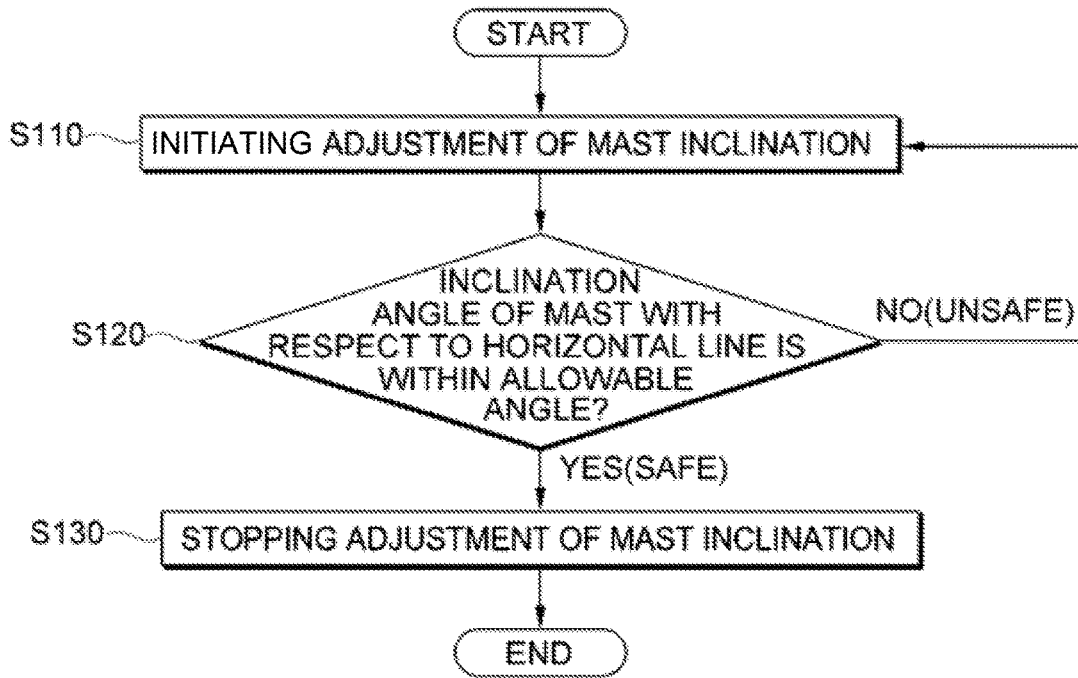 START
S110
INITIATING ADJUSTMENT OF MAST INCLINATION
INCLINATION
ANGLE OF MAST WITH
RESPECT TO HORIZONTAL LINE IS
WITHIN ALLOWABLE
ANGLE?
S120
NO(UNSAFE)
YES(SAFE)
S130
STOPPING ADJUSTMENT OF MAST INCLINATION
END